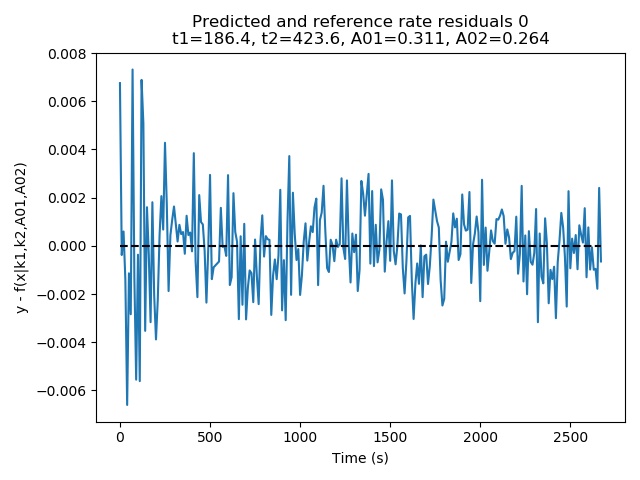 Predicted and reference rate residuals 0
t1=186.4, t2=423.6, A01=0.311, A02=0.264
0.008
0.006
0.004
0.002
0.000
−0.002
−0.004
−0.006
y - f(x|k1,k2,A01,A02)
0 500 1000 1500 2000 2500
Time (s)